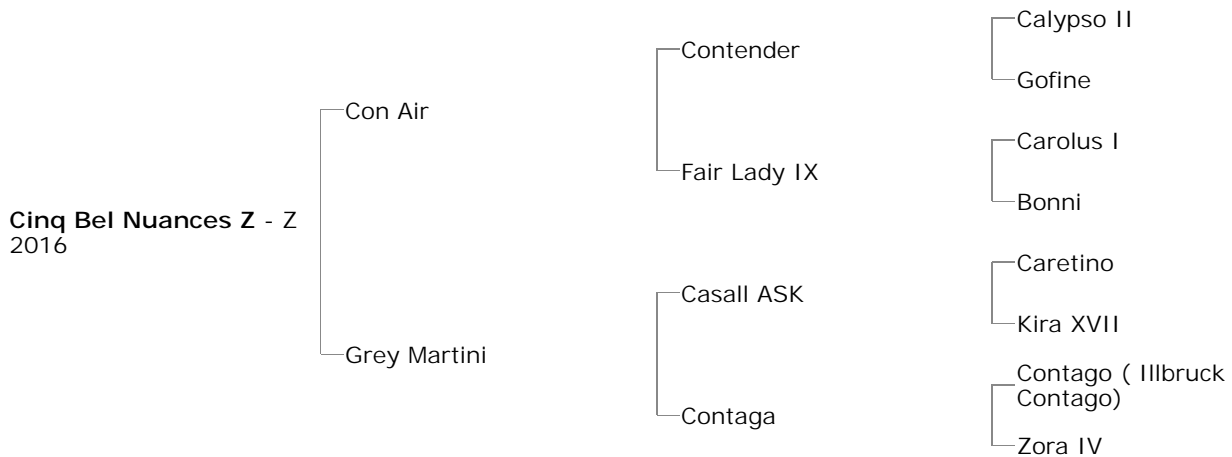 Calypso II
Contender
Gofine
Con Air
Carolus I
Fair Lady IX
Bonni
Cinq Bel Nuances Z - Z
2016
Caretino
Casall ASK
Kira XVII
Grey Martini
Contago ( Illbruck
Contago)
Contaga
Zora IV